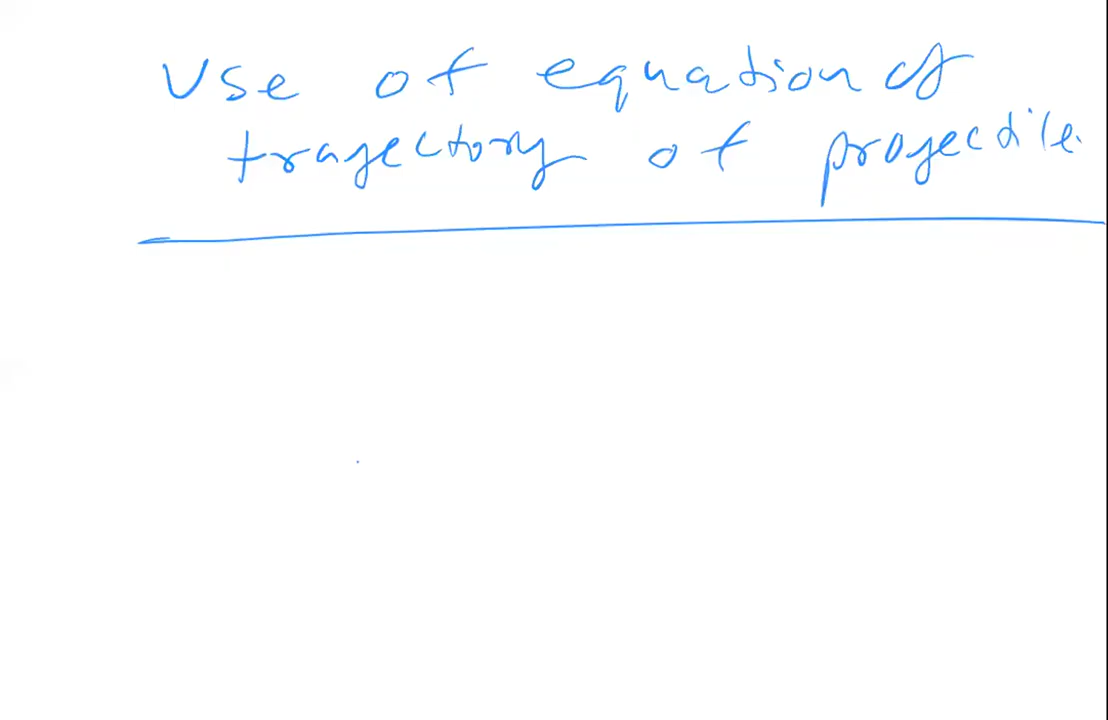 Use of equation of
trajectory of projectile.